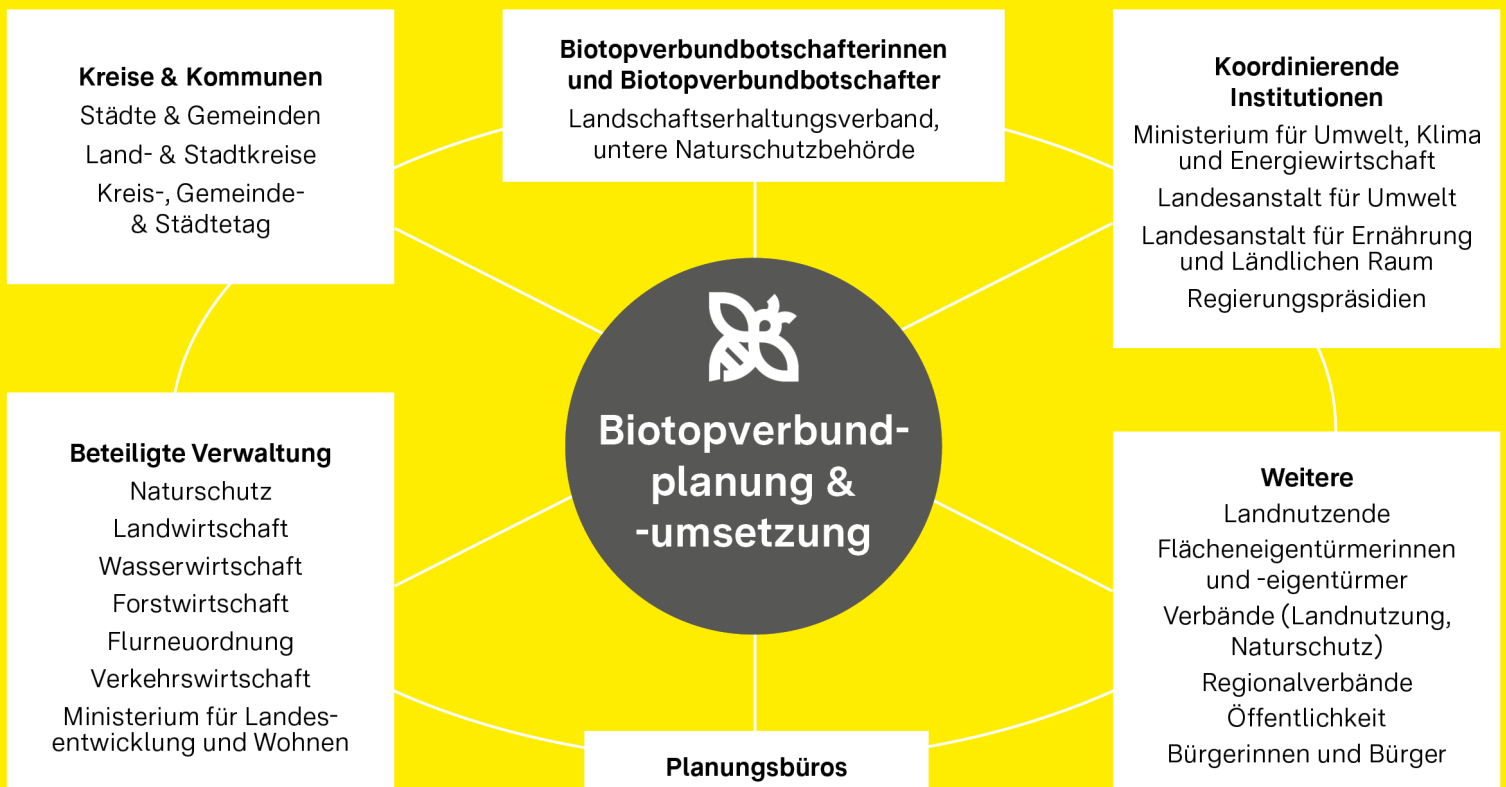 Kreise & Kommunen
Städte & Gemeinden
Land- & Stadtkreise
Kreis-, Gemeinde-
& Städtetag
Biotopverbundbotschafterinnen
und Biotopverbundbotschafter
Landschaftserhaltungsverband,
untere Naturschutzbehörde
Koordinierende
Institutionen
Ministerium für Umwelt, Klima
und Energiewirtschaft
Landesanstalt für Umwelt
Landesanstalt für Ernährung
und Ländlichen Raum
Regierungspräsidien
Biotopverbund-
planung &
-umsetzung
Beteiligte Verwaltung
Naturschutz
Landwirtschaft
Wasserwirtschaft
Forstwirtschaft
Flurneuordnung
Verkehrswirtschaft
Ministerium für Landes-
entwicklung und Wohnen
Planungsbüros
Weitere
Landnutzende
Flächeneigentürmerinnen
und -eigentürmer
Verbände (Landnutzung,
Naturschutz)
Regionalverbände
Öffentlichkeit
Bürgerinnen und Bürger